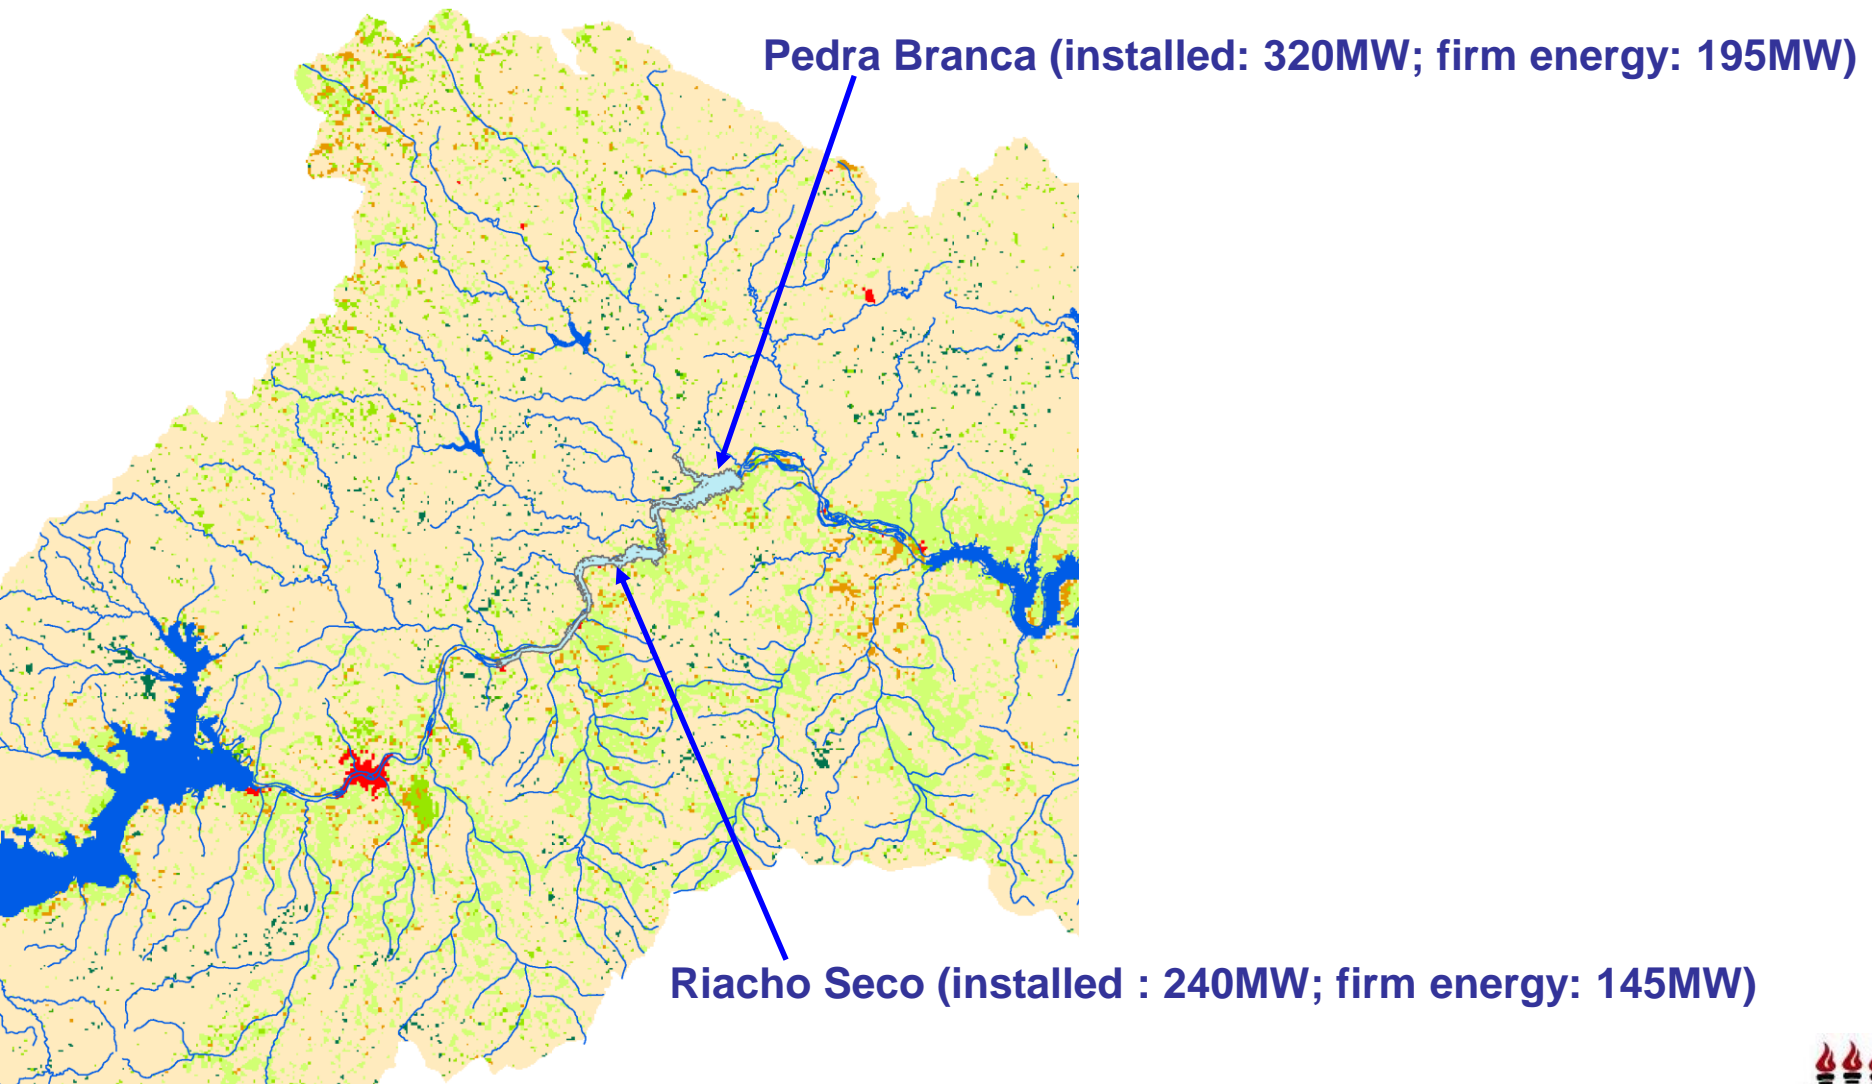 Pedra Branca (installed: 320MW; firm energy: 195MW)
Riacho Seco (installed : 240MW; firm energy: 145MW)